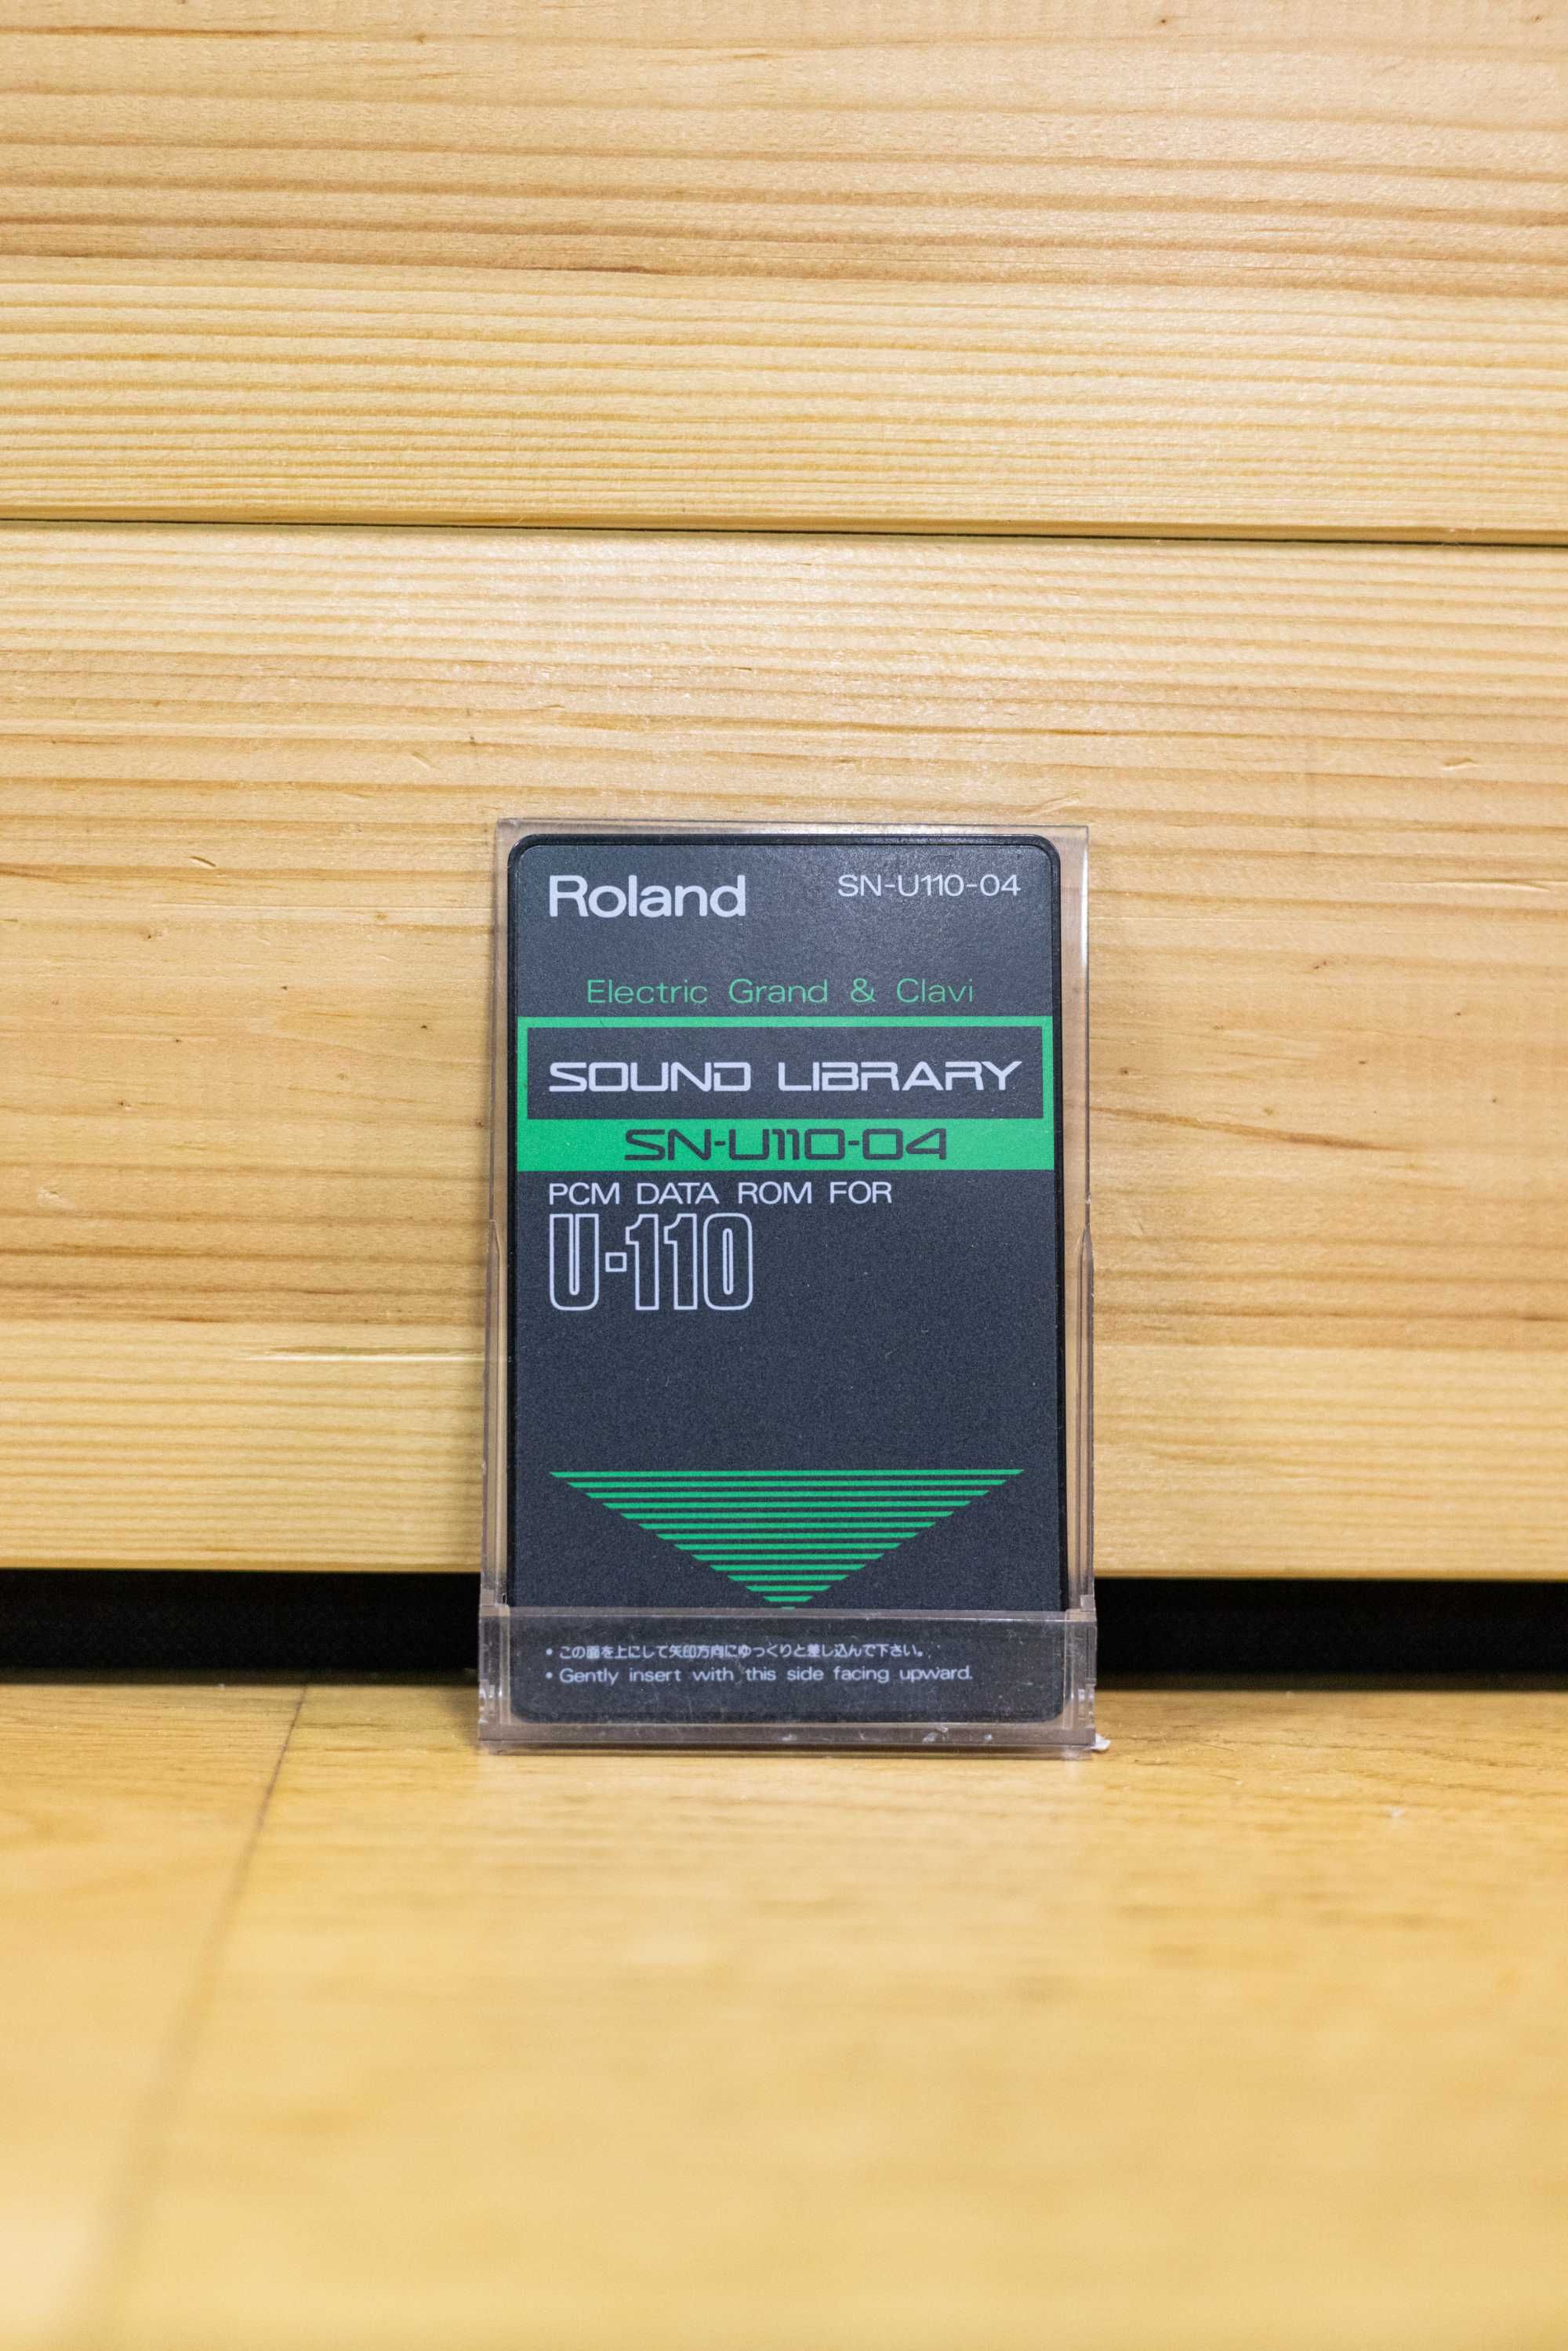 Roland
SN-U110-04
Electric Grand & Clavi
SOUND LIBRARY
SN-U110-04
PCM DATA ROM FOR
U-110
• この面を上にして矢印方向にゆっくりと差し込んで下さい。
• Gently insert with this side facing upward.